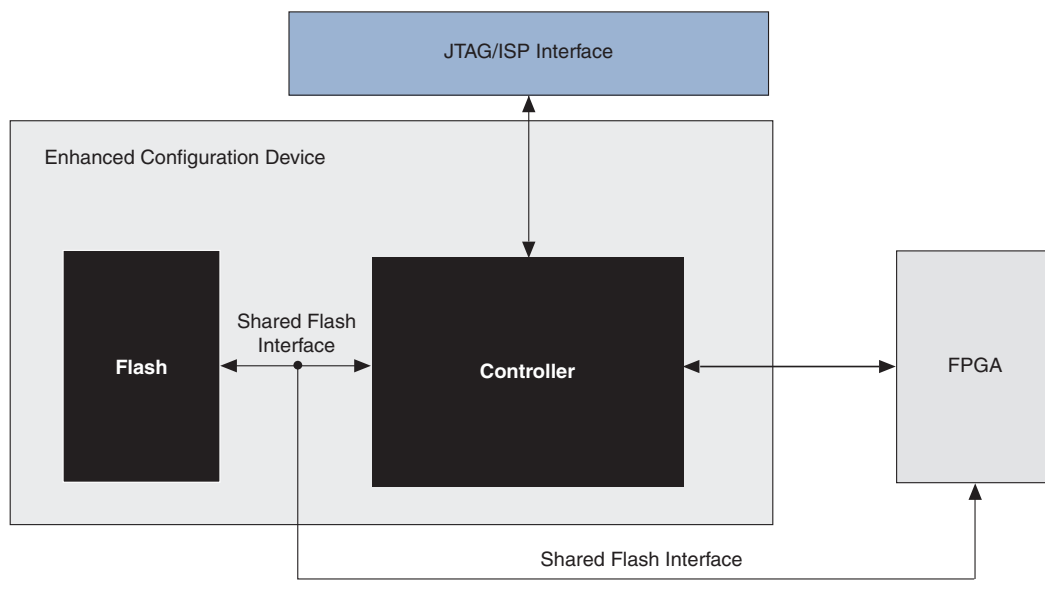 JTAG/ISP Interface
Enhanced Configuration Device
Shared Flash
Interface
Flash
Controller
FPGA
Shared Flash Interface